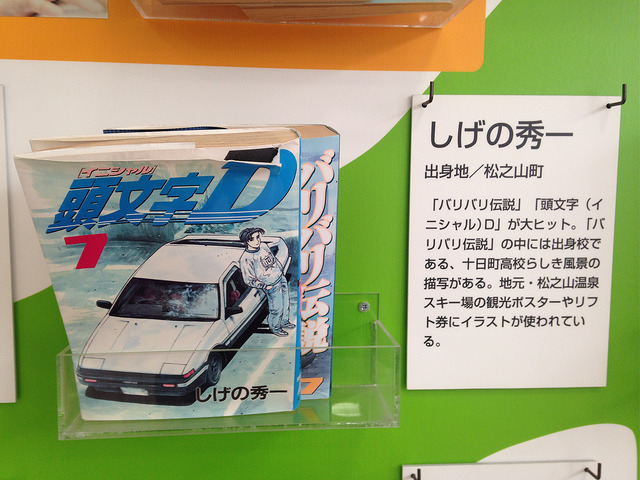 イニシャル
頭文字D
7
しげの秀一
バリバリ伝説
7
しげの秀一
出身地／松之山町
「バリバリ伝説」「頭文字（イ
ニシャル）D」が大ヒット。「バ
リバリ伝説」の中には出身校で
ある、十日町高校らしき風景の
描写がある。地元・松之山温泉
スキー場の観光ポスターやリフ
ト券にイラストが使われてい
る。